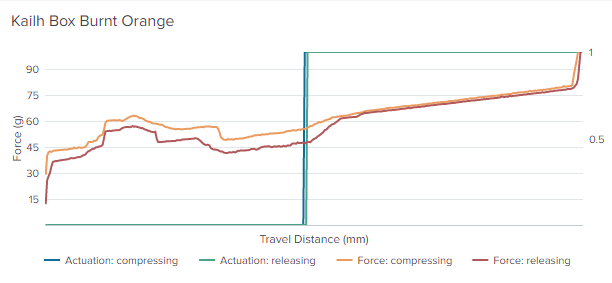 Kailh Box Burnt Orange
Force (g)
90
75
60
45
30
15
1
0.5
Travel Distance (mm)
Actuation: compressing
Actuation: releasing
Force: compressing
Force: releasing